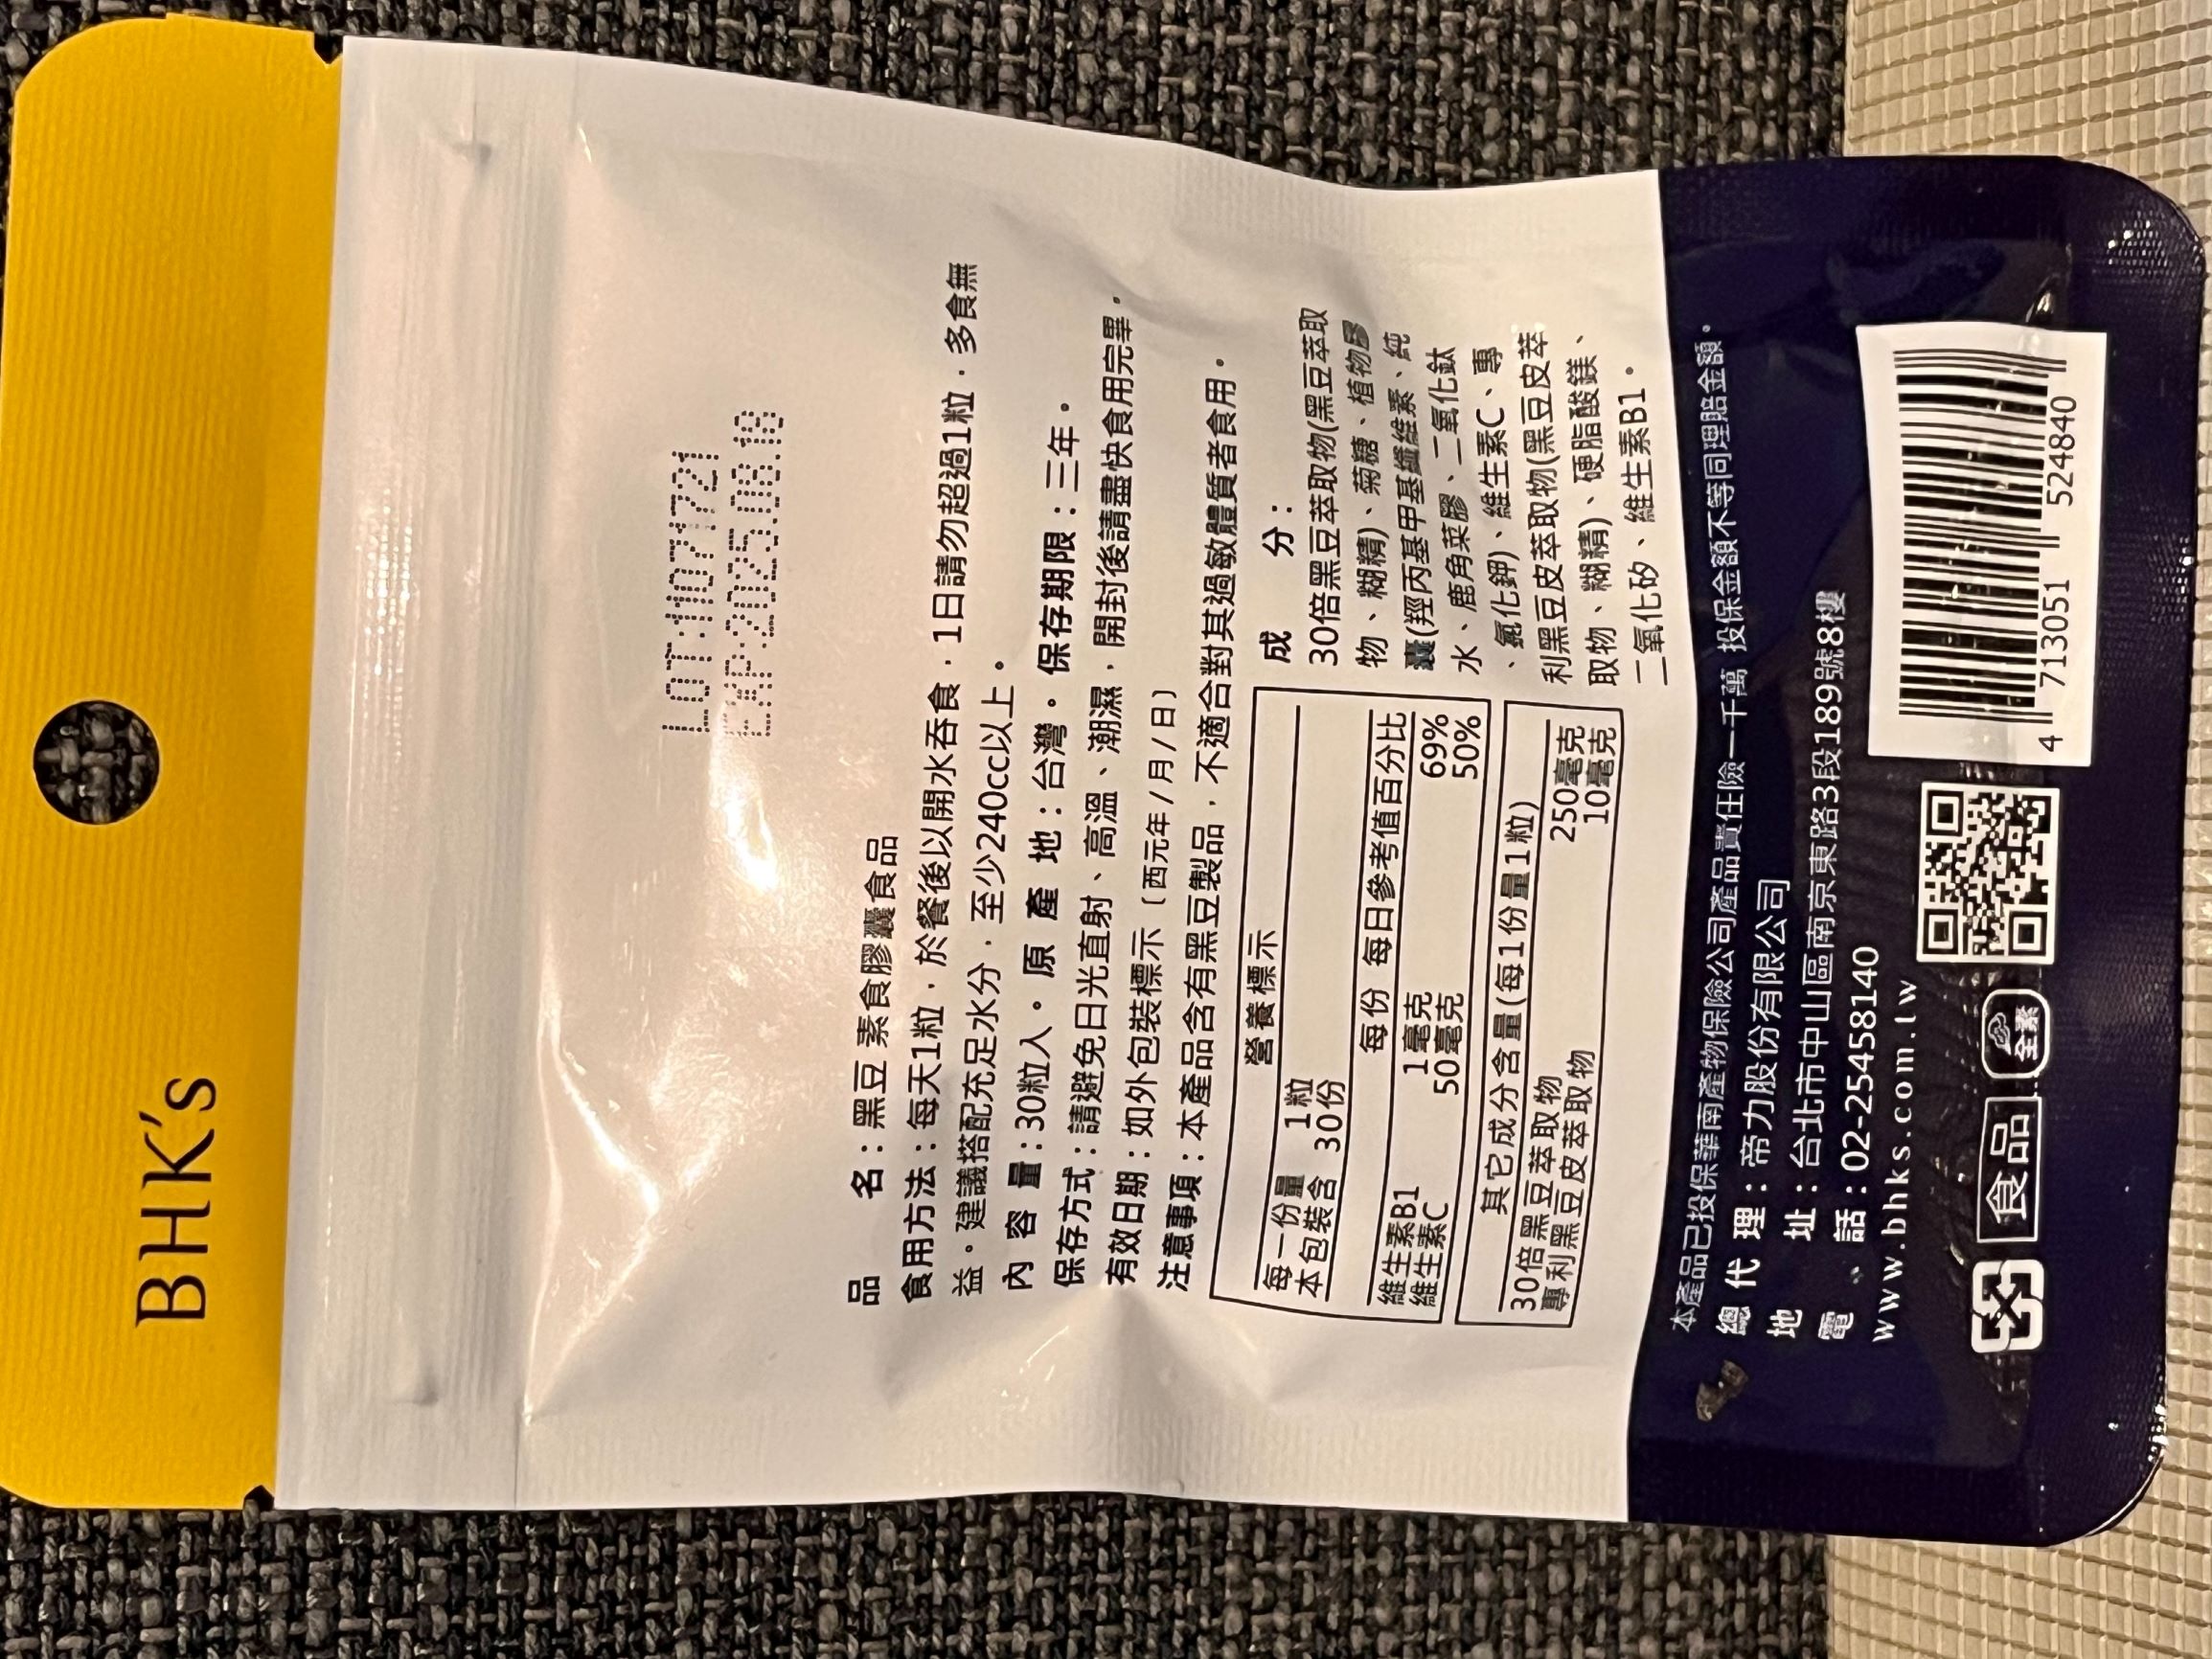 BHK's
LOT:11071721
EXP:2025.08.18
品名：黑豆 素食膠囊食品
食用方法：每天1粒，於餐後以開水吞食，1日請勿超過1粒，多食無
益。建議搭配充足水分，至少240cc以上。
內容量：30粒入。原產地：台灣。保存期限：三年。
保存方式：請避免日光直射、高溫、潮濕，開封後請盡快食用完畢。
有效日期：如外包裝標示〔西元年/月/日〕
注意事項：本產品含有黑豆製品，不適合對其過敏體質者食用。
營養標示
每一份量 1粒
本包裝含 30份
每份 每日參考值百分比
維生素B1 1毫克 69%
維生素C 50毫克 50%
其它成分含量(每1份量1粒)
30倍黑豆萃取物 250毫克
專利黑豆皮萃取物 10毫克
成分：
30倍黑豆萃取物(黑豆萃取
物、糊精)、菊糖、植物膠
囊(羥丙基甲基纖維素、純
水、鹿角菜膠、二氧化鈦
、氯化鉀)、維生素C、專
利黑豆皮萃取物(黑豆皮萃
取物、糊精)、硬脂酸鎂、
二氧化矽、維生素B1。
本產品已投保華南產物保險公司產品責任險一千萬 投保金額不等同理賠金額。
總代理：帝力股份有限公司
地址：台北市中山區南京東路3段189號8樓
電話：02-25458140
www.bhks.com.tw
食品
全素
4 713051 524840